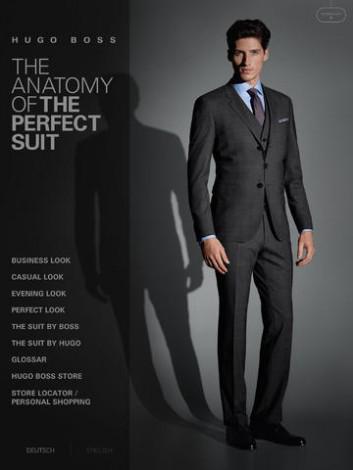 HUGO BOSS
THE
ANATOMY
OF THE
PERFECT
SUIT
BUSINESS LOOK
CASUAL LOOK
EVENING LOOK
PERFECT LOOK
THE SUIT BY BOSS
THE SUIT BY HUGO
GLOSSAR
HUGO BOSS STORE
STORE LOCATOR /
PERSONAL SHOPPING
DEUTSCH
ENGLISH